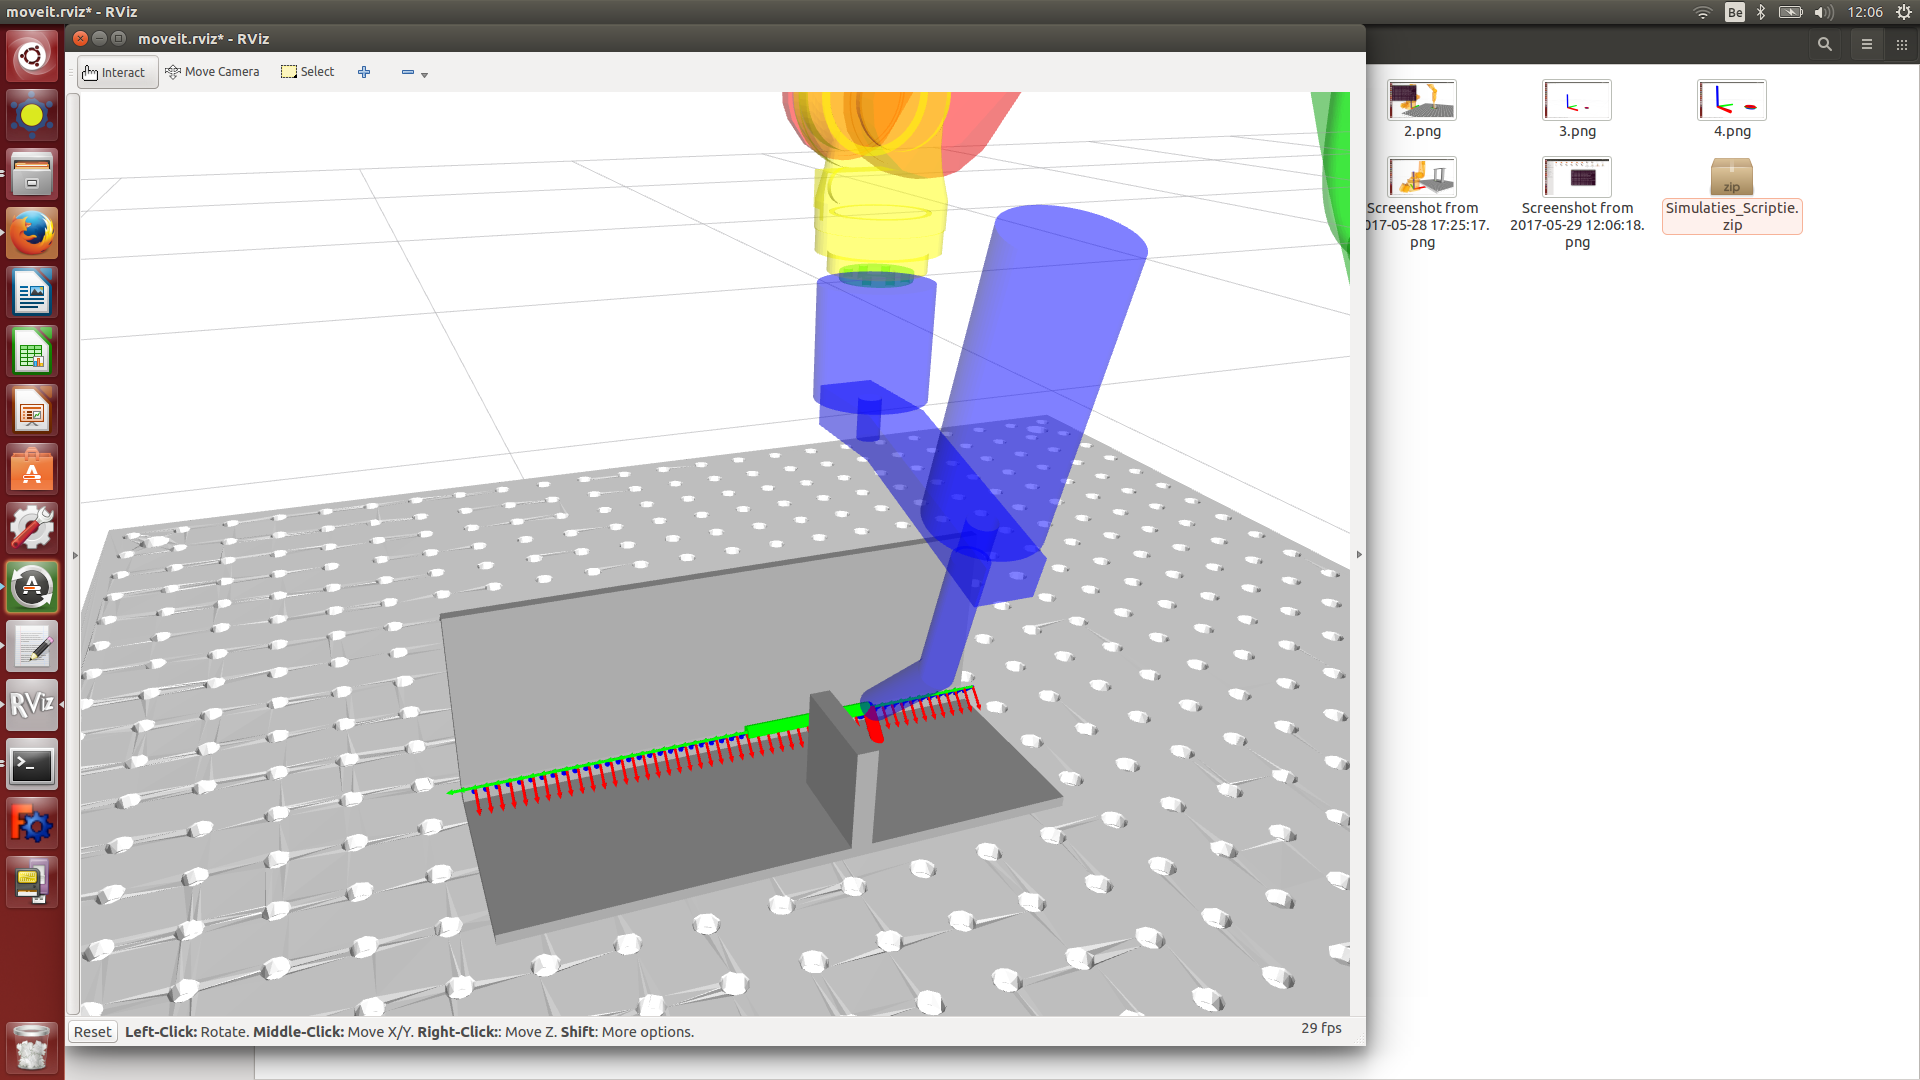 moveit.rviz* - RViz
Be
12:06
moveit.rviz* - RViz
Interact
Move Camera
Select
2.png
3.png
4.png
zip
Screenshot from
017-05-28 17:25:17.
png
Screenshot from
2017-05-29 12:06:18.
png
Simulaties_Scriptie.
zip
RViz
Reset
Left-Click: Rotate. Middle-Click: Move X/Y. Right-Click:: Move Z. Shift: More options.
29 fps